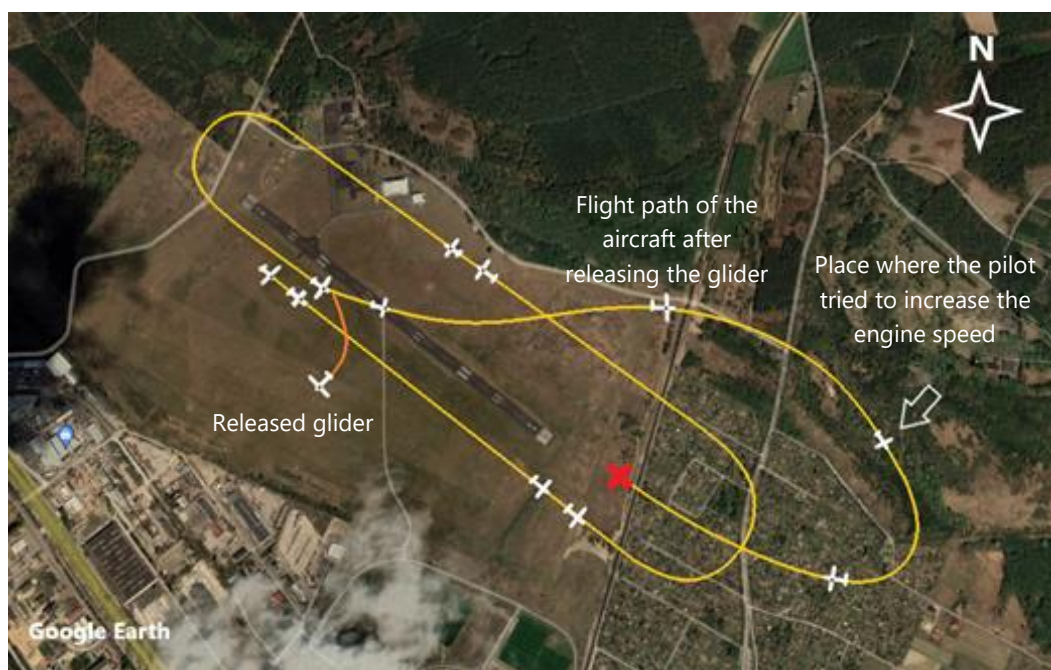 N
Flight path of the
aircraft after
releasing the glider
Place where the pilot
tried to increase the
engine speed
Released glider
Google Earth